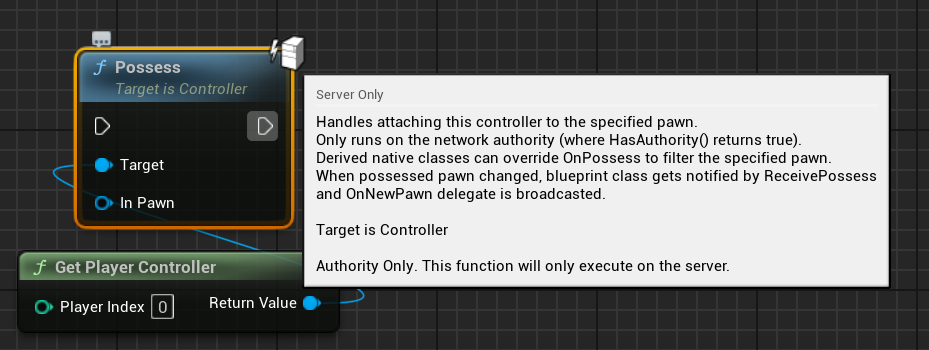 f Possess
Target is Controller
Target
In Pawn
f Get Player Controller
Player Index 0
Return Value
Server Only
Handles attaching this controller to the specified pawn.
Only runs on the network authority (where HasAuthority() returns true).
Derived native classes can override OnPossess to filter the specified pawn.
When possessed pawn changed, blueprint class gets notified by ReceivePossess
and OnNewPawn delegate is broadcasted.
Target is Controller
Authority Only. This function will only execute on the server.